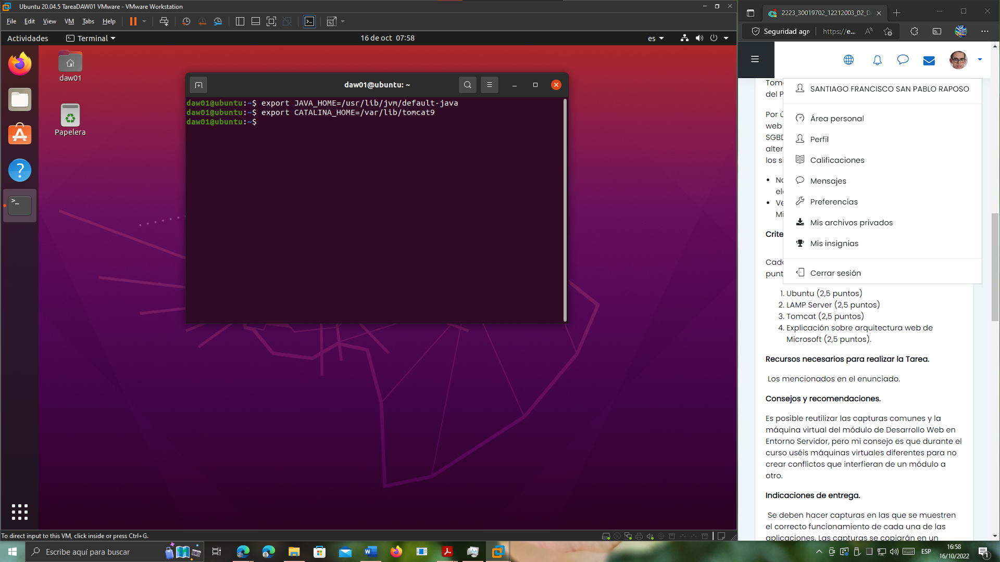 Ubuntu 20.04.5 TareaDAW01 VMware - VMware Workstation
File Edit View VM Tabs Help
Actividades
Terminal
16 de oct 07:58
es
daw01
Papelera
daw01@ubuntu: ~
daw01@ubuntu:~$ export JAVA_HOME=/usr/lib/jvm/default-java
daw01@ubuntu:~$ export CATALINA_HOME=/var/lib/tomcat9
daw01@ubuntu:~$
To direct input to this VM, click inside or press Ctrl+G.
2223_30019702_12212003_02_D
Seguridad agr
https://e...
Tom
del P
Por ú
web
SGBD
alter
los si
No
ele
Ve
Mi
Crite
Cada
punt
SANTIAGO FRANCISCO SAN PABLO RAPOSO
Área personal
Perfil
Calificaciones
Mensajes
Preferencias
Mis archivos privados
Mis insignias
Cerrar sesión
1. Ubuntu (2,5 puntos)
2. LAMP Server (2,5 puntos)
3. Tomcat (2,5 puntos)
4. Explicación sobre arquitectura web de
Microsoft (2,5 puntos).
Recursos necesarios para realizar la Tarea.
Los mencionados en el enunciado.
Consejos y recomendaciones.
Es posible reutilizar las capturas comunes y la
máquina virtual del módulo de Desarrollo Web en
Entorno Servidor, pero mi consejo es que durante el
curso uséis máquinas virtuales diferentes para no
crear conflictos que interfieran de un módulo a
otro.
Indicaciones de entrega.
Se deben hacer capturas en las que se muestren
el correcto funcionamiento de cada una de las
aplicaciones. Las capturas se copiarán en un
Escribe aquí para buscar
ESP
16:58
16/10/2022
1